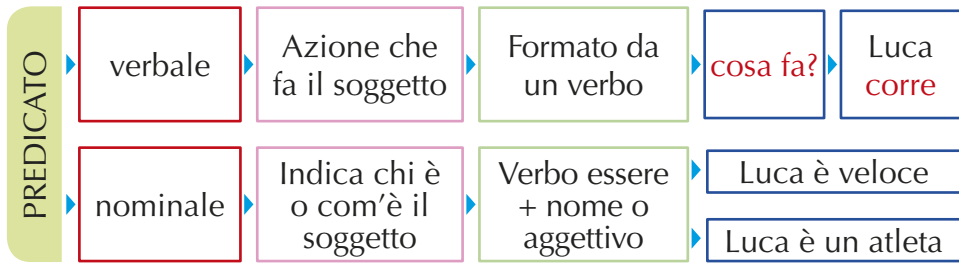 PREDICATO
verbale
Azione che
fa il soggetto
Formato da
un verbo
cosa fa?
Luca
corre
nominale
Indica chi è
o com’è il
soggetto
Verbo essere
+ nome o
aggettivo
Luca è veloce
Luca è un atleta